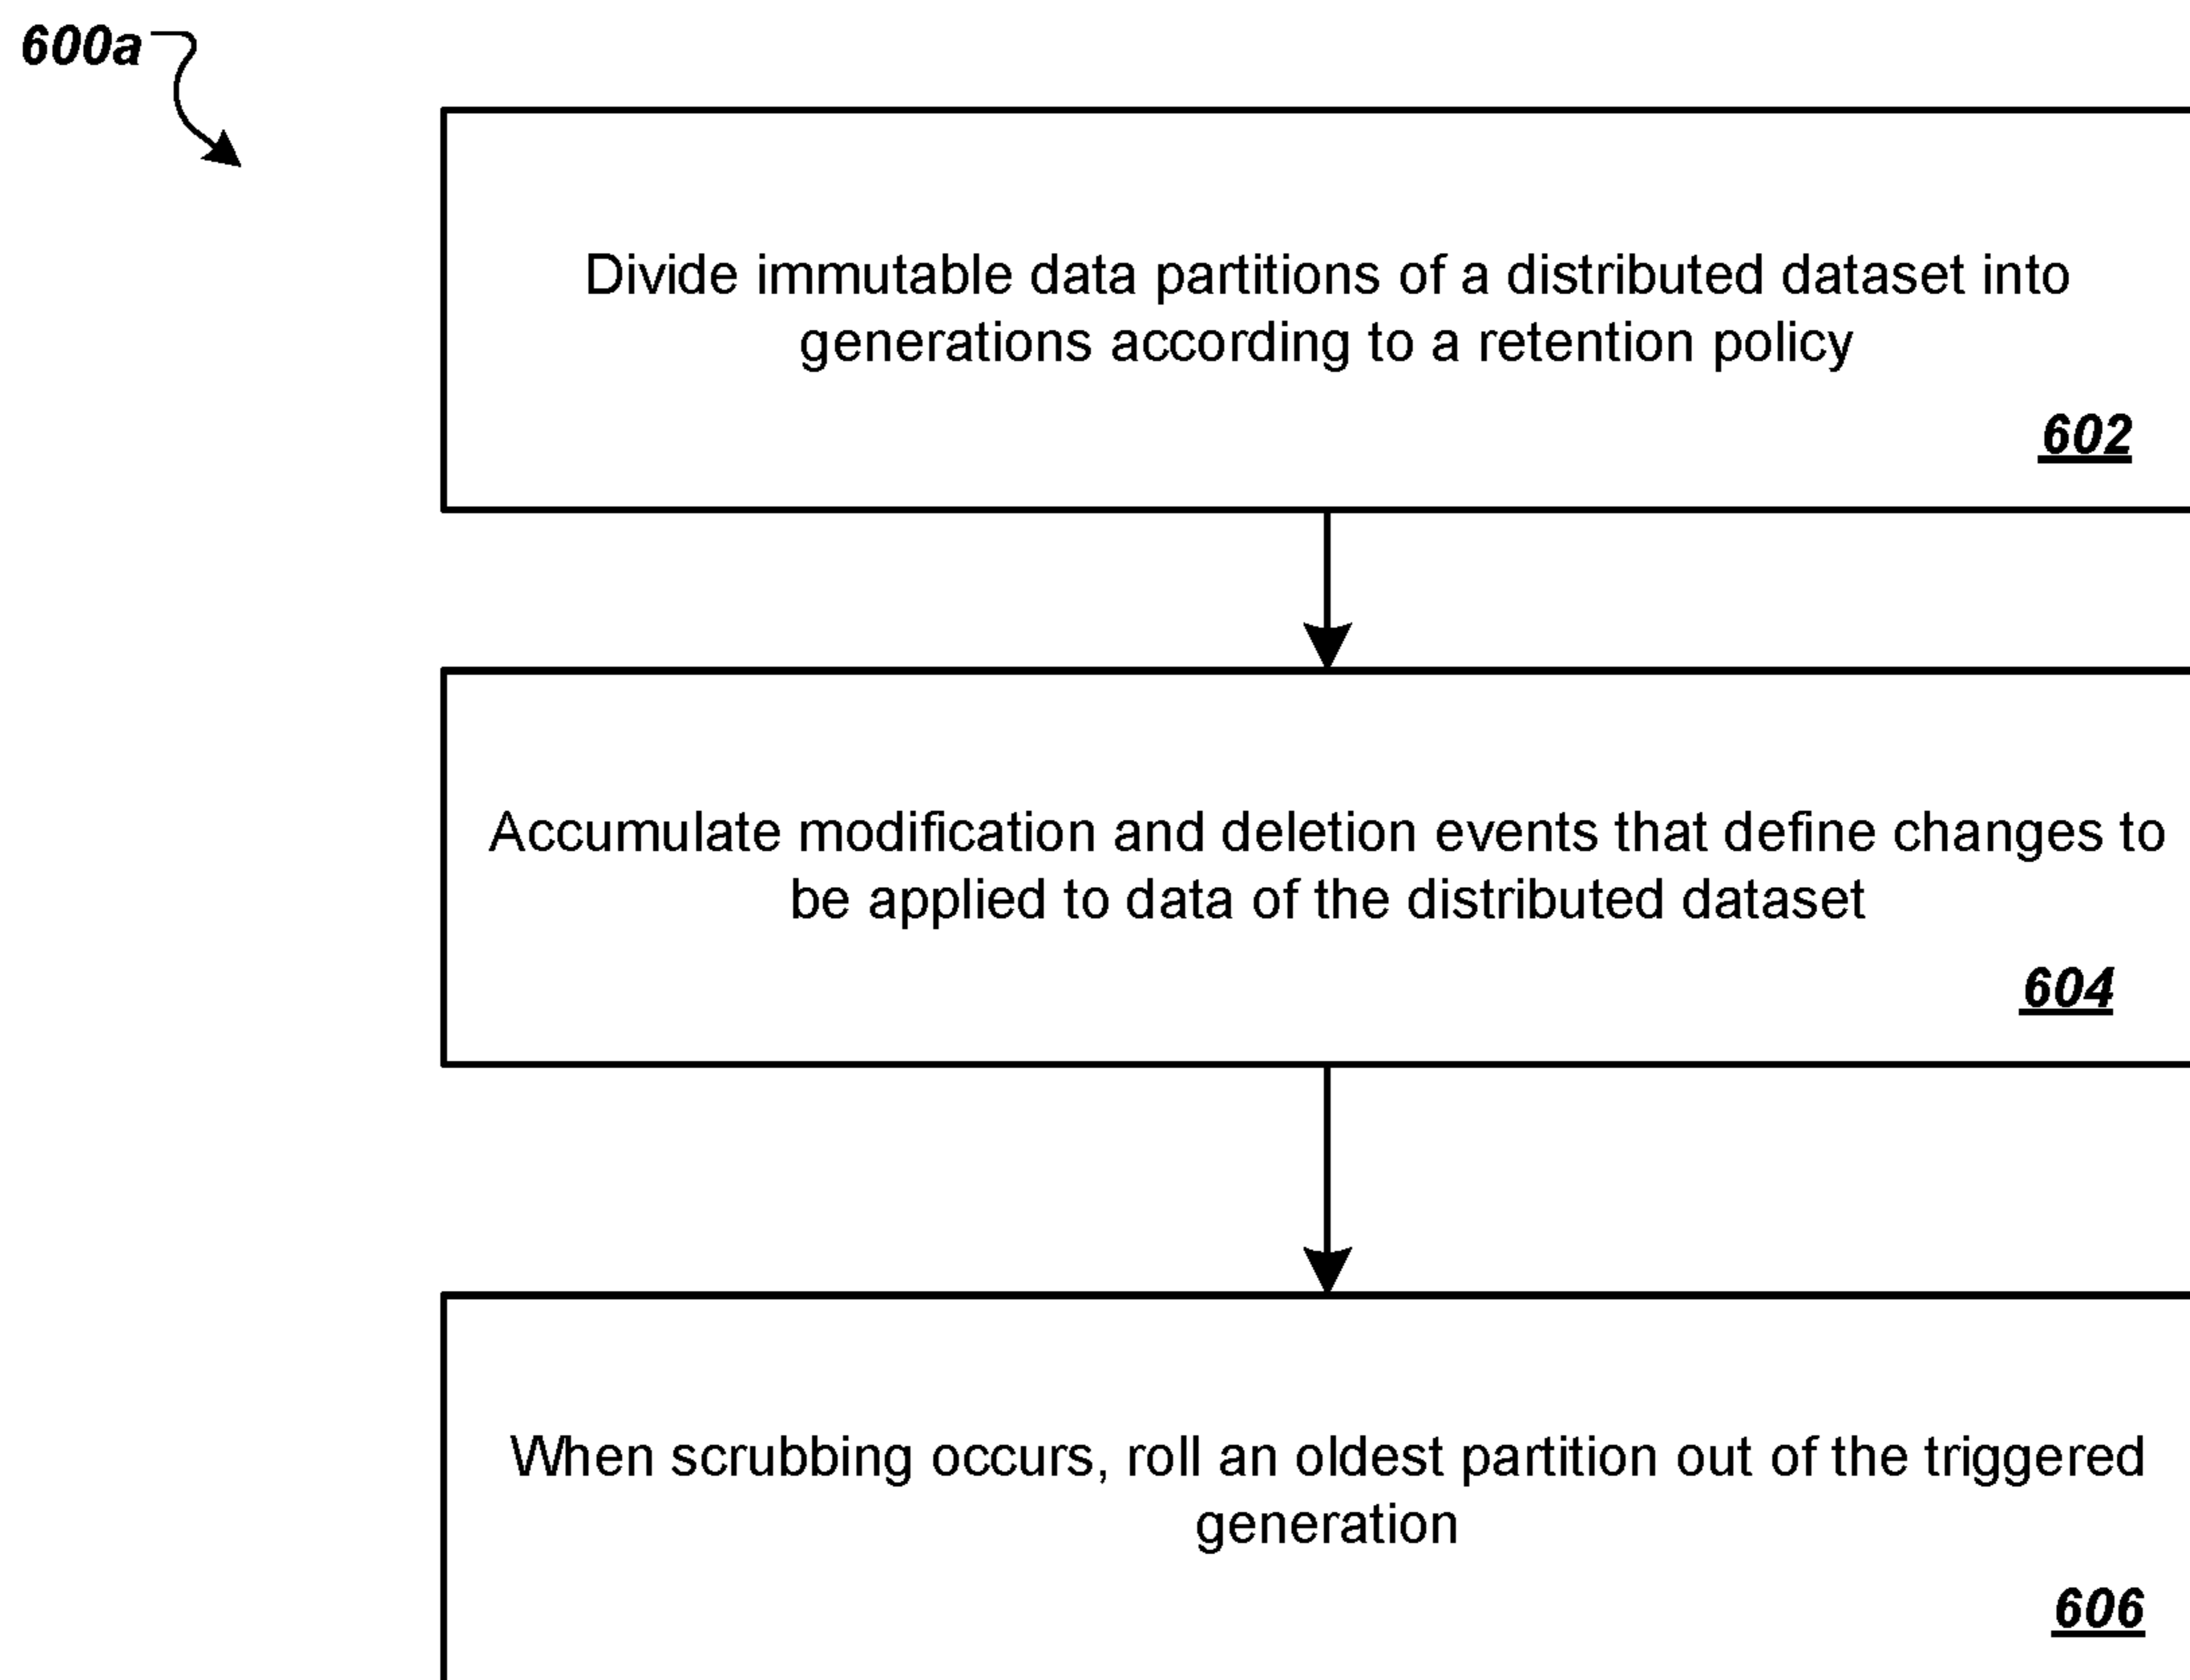 600a
Divide immutable data partitions of a distributed dataset into
generations according to a retention policy
602
Accumulate modification and deletion events that define changes to
be applied to data of the distributed dataset
604
When scrubbing occurs, roll an oldest partition out of the triggered
generation
606